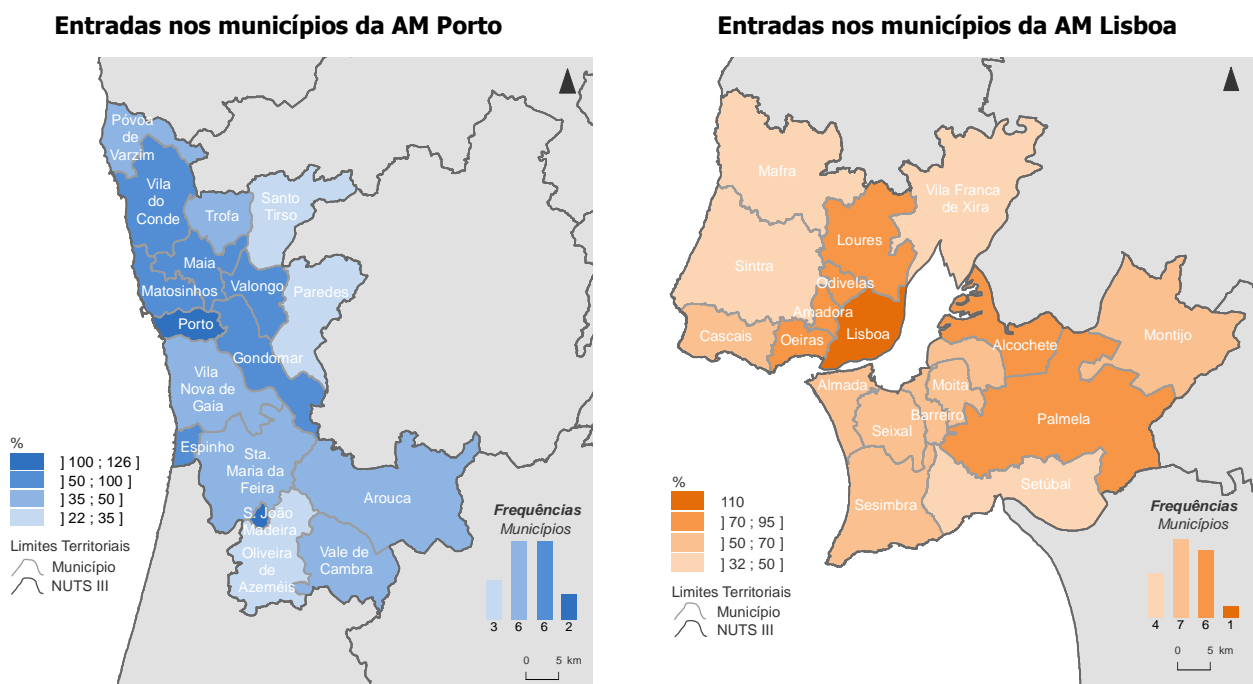 Entradas nos municípios da AM Porto
Póvoa
de
Varzim
Vila
do
Conde
Trofa
Santo
Tirso
Maia
Matosinhos
Valongo
Paredes
Porto
Gondomar
Vila
Nova de
Gaia
Espinho
Sta.
Maria da
Feira
Arouca
S. João
Madeira
Oliveira
de
Azeméis
Vale de
Cambra
%
] 100 ; 126 ]
] 50 ; 100 ]
] 35 ; 50 ]
] 22 ; 35 ]
Limites Territoriais
Município
NUTS III
Frequências
Municípios
3 6 6 2
0 5 km
Entradas nos municípios da AM Lisboa
Mafra
Vila Franca
de Xira
Loures
Sintra
Odivelas
Amadora
Lisboa
Cascais
Oeiras
Alcochete
Montijo
Almada
Moita
Barreiro
Seixal
Palmela
Sesimbra
Setúbal
%
110
] 70 ; 95 ]
] 50 ; 70 ]
] 32 ; 50 ]
Limites Territoriais
Município
NUTS III
Frequências
Municípios
4 7 6 1
0 5 km